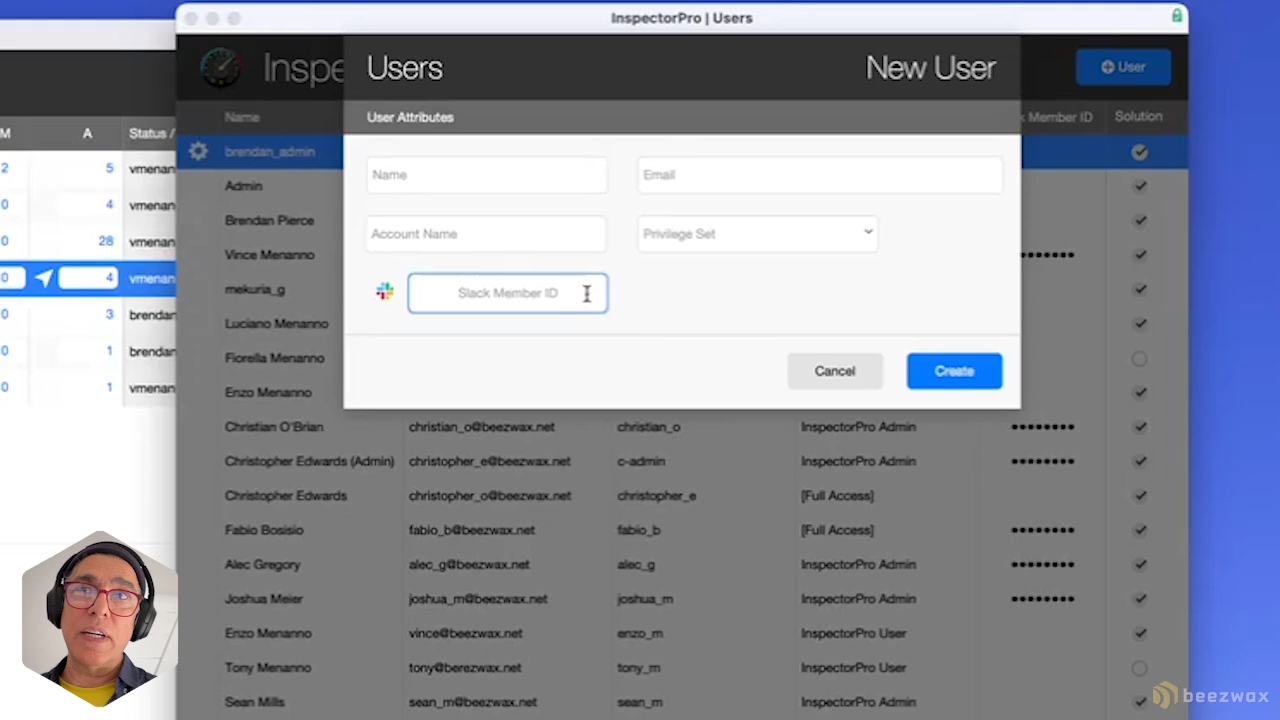 InspectorPro | Users
Inspe
Users
New User
User
M
A
Status /
Name
User Attributes
k Member ID
Solution
brendan_admin
Name
Email
2
5
vmenan
Admin
0
4
vmenan
Brendan Pierce
Account Name
Privilege Set
0
28
vmenan
Vince Menanno
0
4
vmenan
mekuria_g
Slack Member ID
0
3
brendan
Luciano Menanno
0
1
brendan
Fiorella Menanno
Cancel
Create
0
1
vmenan
Enzo Menanno
Christian O'Brian
christian_o@beezwax.net
christian_o
InspectorPro Admin
Christopher Edwards (Admin)
christopher_e@beezwax.net
c-admin
InspectorPro Admin
Christopher Edwards
christopher_o@beezwax.net
christopher_e
[Full Access]
Fabio Bosisio
fabio_b@beezwax.net
fabio_b
[Full Access]
Alec Gregory
alec_g@beezwax.net
alec_g
InspectorPro Admin
Joshua Meier
joshua_m@beezwax.net
joshua_m
InspectorPro Admin
Enzo Menanno
vince@beezwax.net
enzo_m
InspectorPro User
Tony Menanno
tony@berezwax.net
tony_m
InspectorPro User
Sean Mills
sean_m@beezwax.net
sean_m
InspectorPro Admin
beezwax